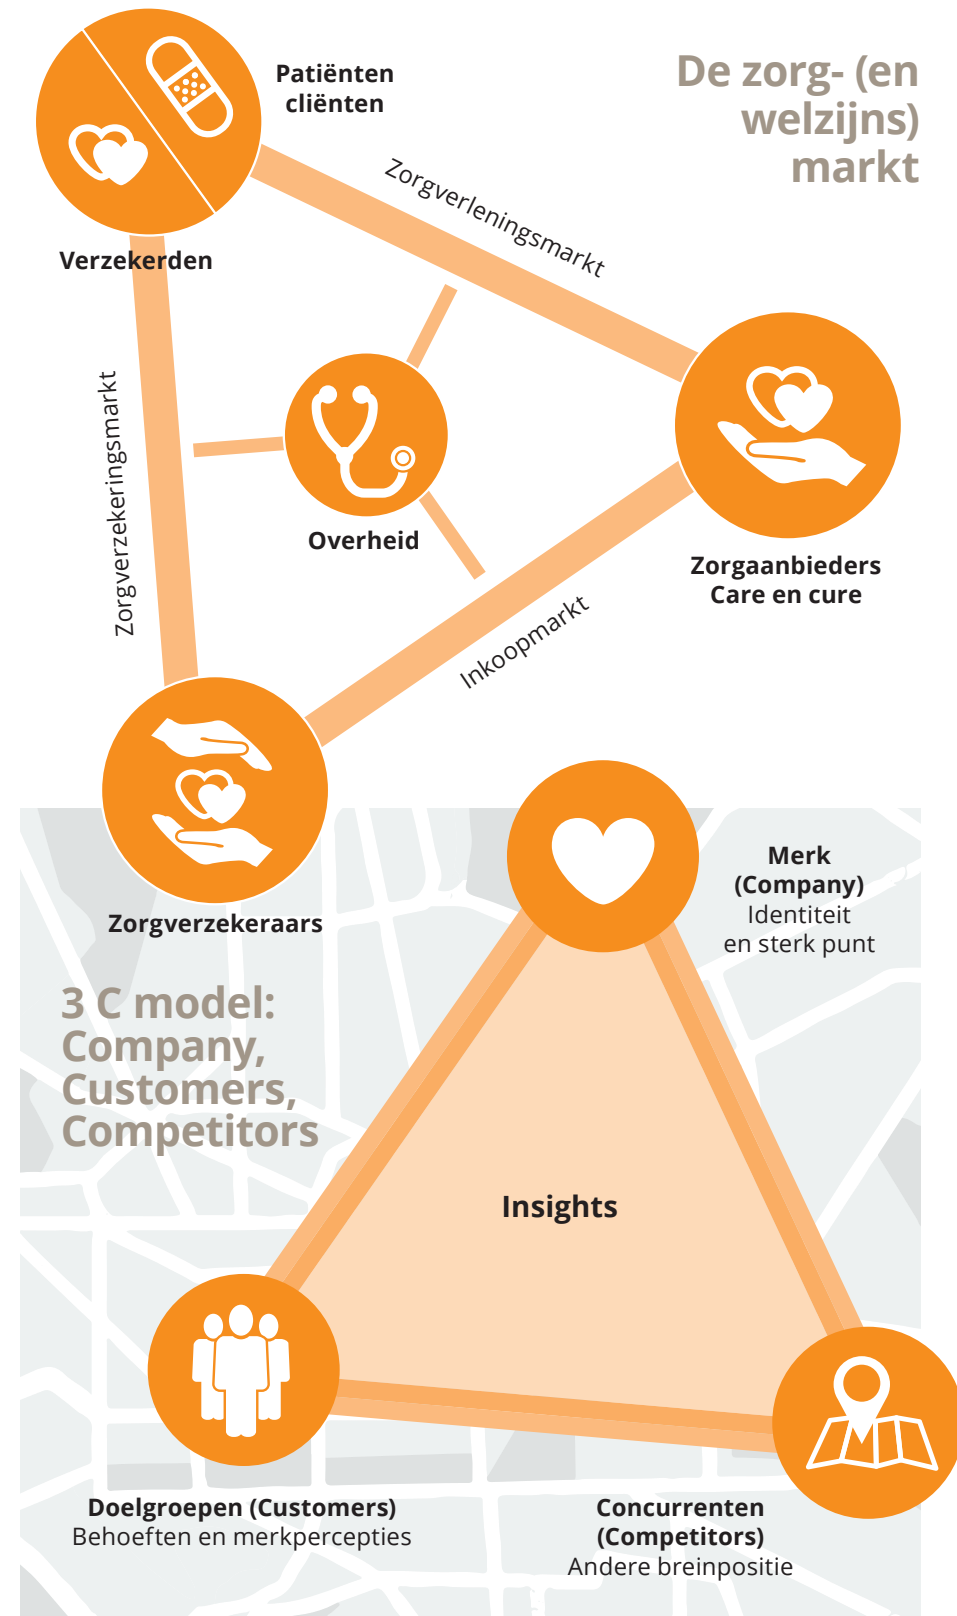 De zorg- (en
welzijns)
markt
Patiënten
cliënten
Verzekerden
Zorgverleningsmarkt
Zorgverzekeringsmarkt
Overheid
Zorgaanbieders
Care en cure
Inkoopmarkt
Zorgverzekeraars
3 C model:
Company,
Customers,
Competitors
Merk
(Company)
Identiteit
en sterk punt
Insights
Doelgroepen (Customers)
Behoeften en merkpercepties
Concurrenten
(Competitors)
Andere breinpositie